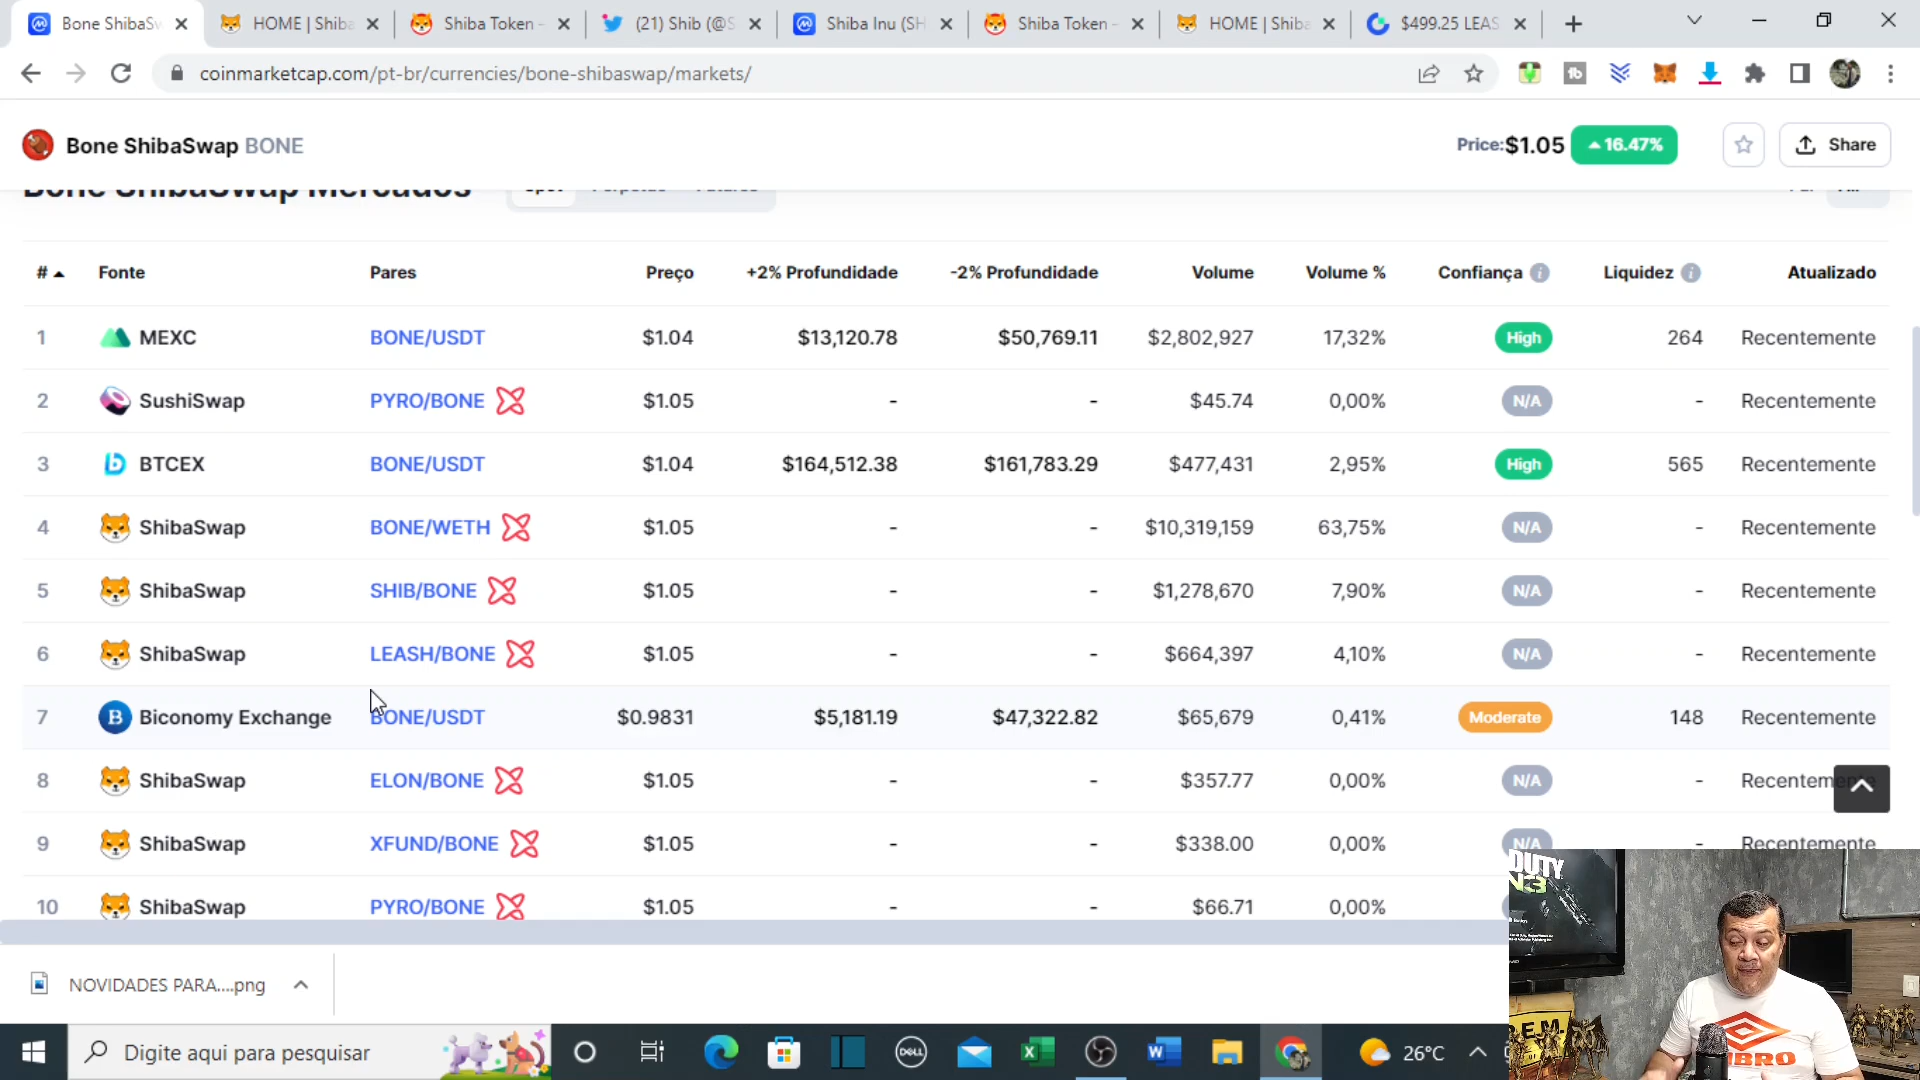 Bone ShibaSw
HOME | Shiba
Shiba Token -
(21) Shib (@S
Shiba Inu (SH
Shiba Token -
HOME | Shiba
$499.25 LEAS
coinmarketcap.com/pt-br/currencies/bone-shibaswap/markets/
Bone ShibaSwap BONE
Price:$1.05
16.47%
Share
Bone ShibaSwap Mercados
# Fonte Pares Preço +2% Profundidade -2% Profundidade Volume Volume % Confiança Liquidez Atualizado
1 MEXC BONE/USDT $1.04 $13,120.78 $50,769.11 $2,802,927 17,32% High 264 Recentemente
2 SushiSwap PYRO/BONE $1.05 - - $45.74 0,00% N/A - Recentemente
3 BTCEX BONE/USDT $1.04 $164,512.38 $161,783.29 $477,431 2,95% High 565 Recentemente
4 ShibaSwap BONE/WETH $1.05 - - $10,319,159 63,75% N/A - Recentemente
5 ShibaSwap SHIB/BONE $1.05 - - $1,278,670 7,90% N/A - Recentemente
6 ShibaSwap LEASH/BONE $1.05 - - $664,397 4,10% N/A - Recentemente
7 Biconomy Exchange BONE/USDT $0.9831 $5,181.19 $47,322.82 $65,679 0,41% Moderate 148 Recentemente
8 ShibaSwap ELON/BONE $1.05 - - $357.77 0,00% N/A - Recentemente
9 ShibaSwap XFUND/BONE $1.05 - - $338.00 0,00% N/A - Recentemente
10 ShibaSwap PYRO/BONE $1.05 - - $66.71 0,00%
NOVIDADES PARA....png
Digite aqui para pesquisar
DELL
26°C